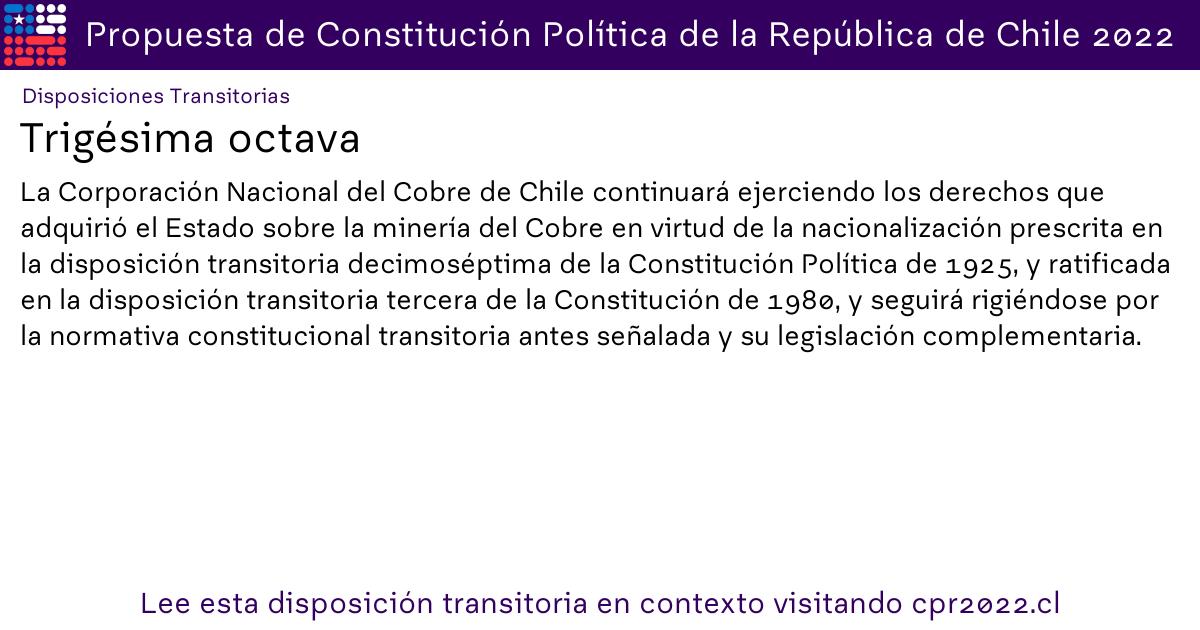 Propuesta de Constitución Política de la República de Chile 2022
Disposiciones Transitorias
Trigésima octava
La Corporación Nacional del Cobre de Chile continuará ejerciendo los derechos que
adquirió el Estado sobre la minería del Cobre en virtud de la nacionalización prescrita en
la disposición transitoria decimoséptima de la Constitución Política de 1925, y ratificada
en la disposición transitoria tercera de la Constitución de 1980, y seguirá rigiéndose por
la normativa constitucional transitoria antes señalada y su legislación complementaria.
Lee esta disposición transitoria en contexto visitando cpr2022.cl